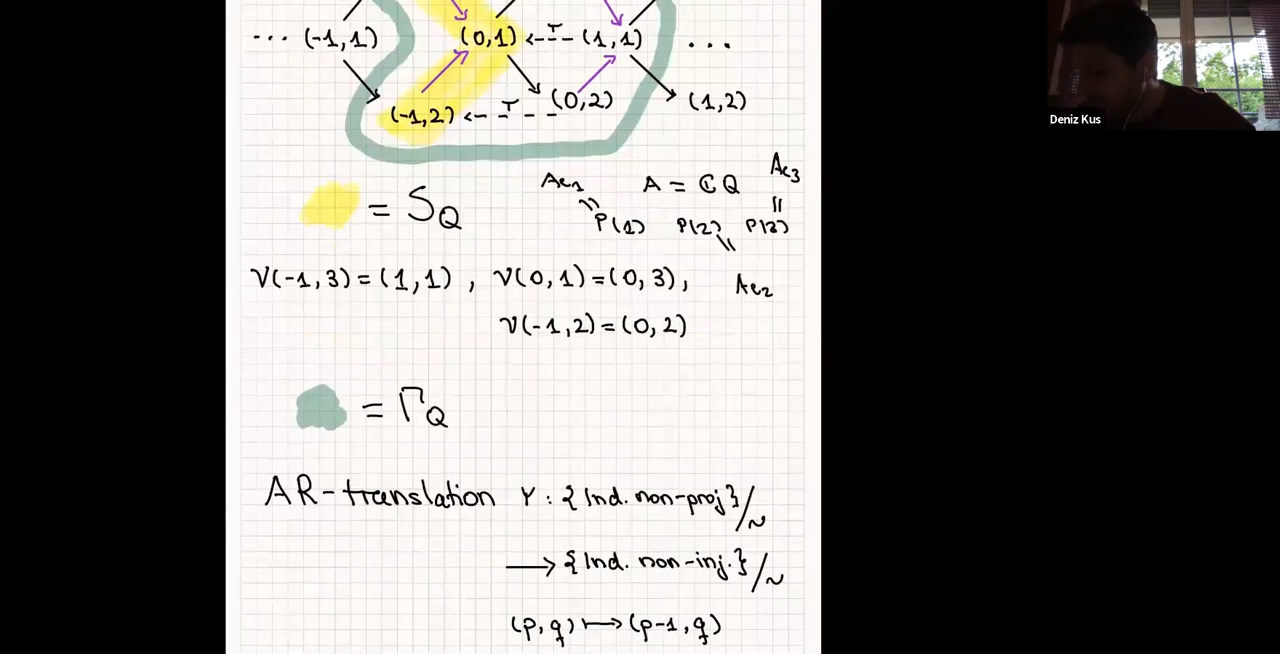 ··· (-1,1) (0,1) <-τ-- (1,1) ...
(-1,2) <- -τ- - (0,2) (1,2)
= S_Q
Ae₁ A = ℂQ Ae₃
P(1) P(2) P(3)
ν(-1,3) = (1,1), ν(0,1) = (0,3), Ae₂
ν(-1,2) = (0,2)
= Γ_Q
AR-translation τ: {Ind. non-proj}/~
→ {Ind. non-inj.}/~
(p,q) ↦ (p-1,q)
Deniz Kus